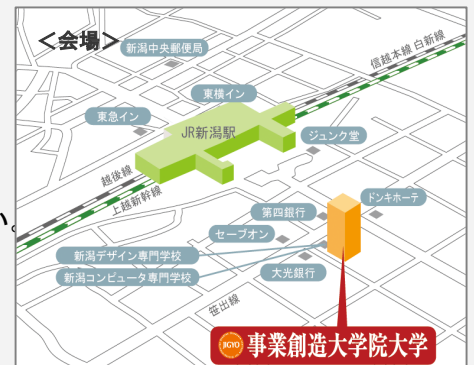 ＜会場＞
新潟中央郵便局
信越本線 白新線
東横イン
東急イン
JR新潟駅
ジュンク堂
越後線
上越新幹線
ドンキホーテ
第四銀行
い。
セーブオン
新潟デザイン専門学校
大光銀行
新潟コンピュータ専門学校
笹出線
JIGYO
事業創造大学院大学